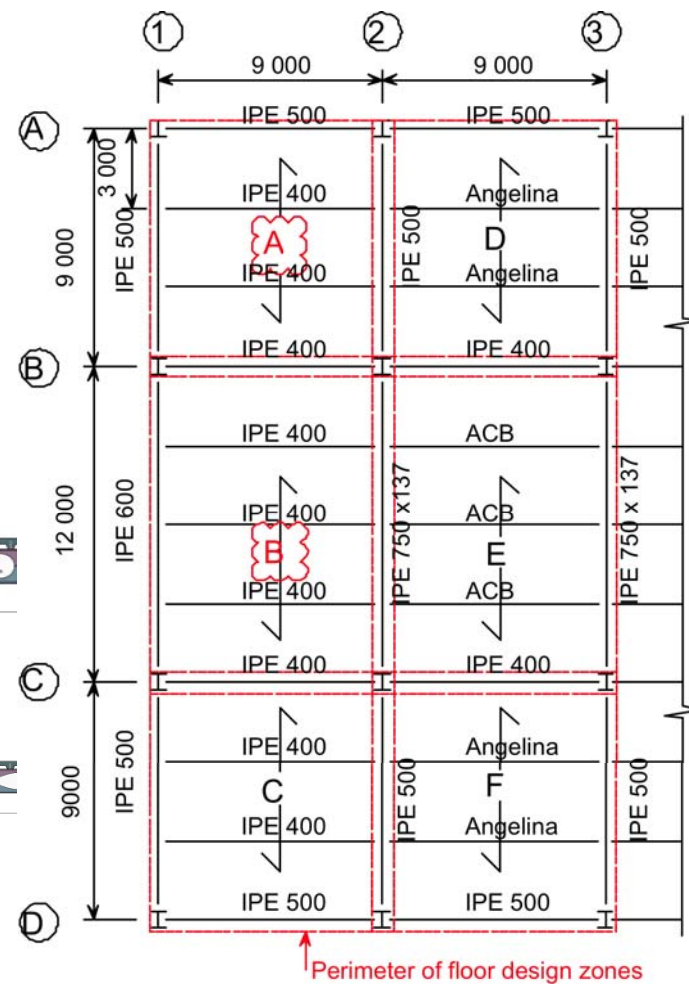 1 2 3
9 000 9 000
A
IPE 500 IPE 500
3 000
IPE 400 Angelina
9 000
IPE 500
A
IPE 500
D
IPE 500
IPE 400 Angelina
IPE 400 IPE 400
B
IPE 400 ACB
12 000
IPE 600
IPE 400 ACB
IPE 750 x 137
IPE 750 x 137
B
E
IPE 400 ACB
IPE 400 IPE 400
C
IPE 400 Angelina
9000
IPE 500
C
IPE 500
F
IPE 500
IPE 400 Angelina
IPE 500 IPE 500
D
Perimeter of floor design zones